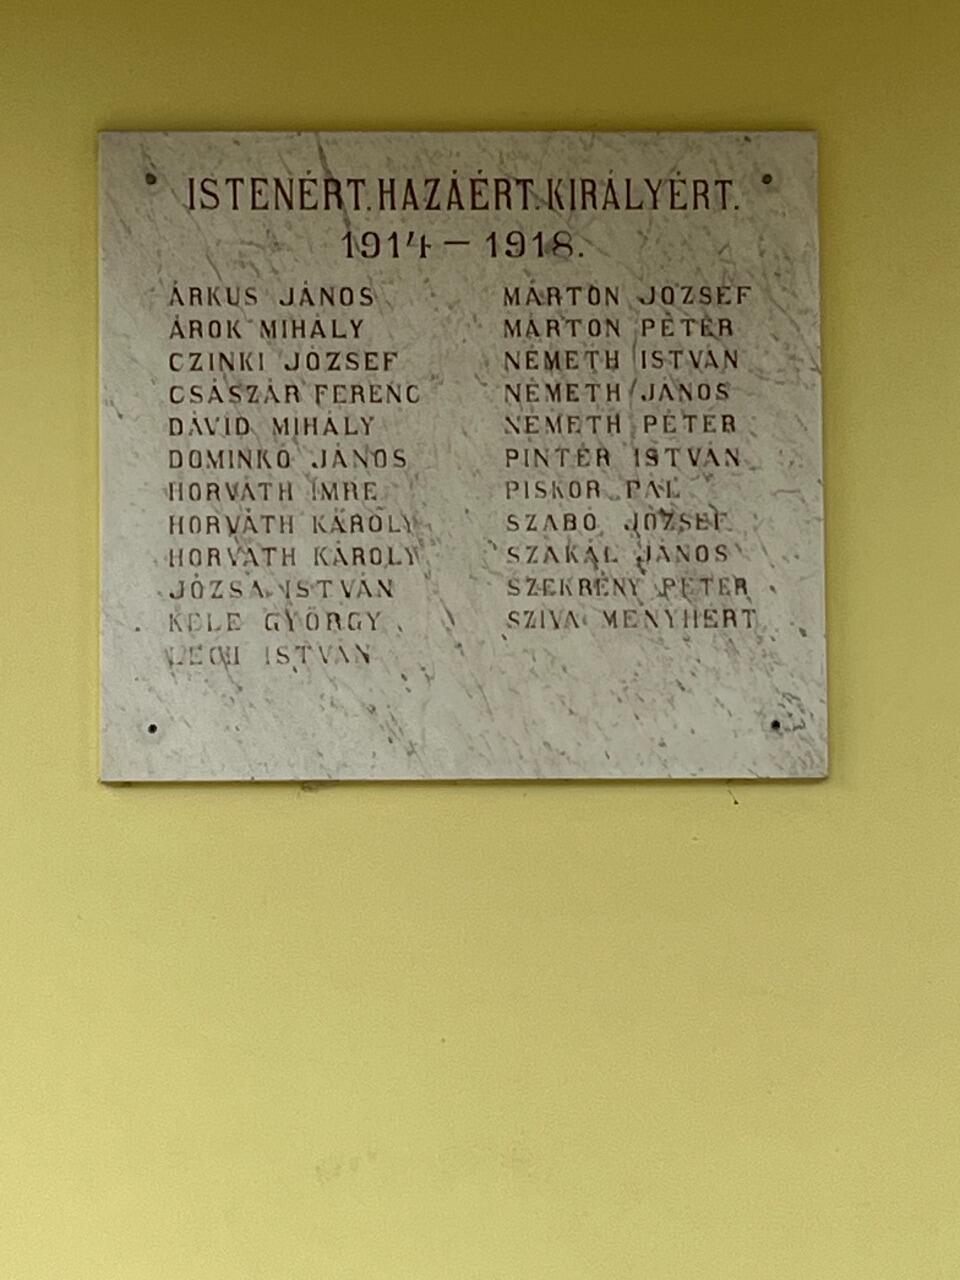 ISTENÉRT. HAZÁÉRT. KIRÁLYÉRT.
1914 – 1918.
ÁRKUS JÁNOS
ÁROK MIHÁLY
CZINKI JÓZSEF
CSÁSZÁR FERENC
DÁVID MIHÁLY
DOMINKÓ JÁNOS
HORVÁTH IMRE
HORVÁTH KÁROLY
HORVÁTH KÁROLY
JÓZSA ISTVÁN
KELE GYÖRGY
ISTVÁN
MÁRTON JÓZSEF
MÁRTON PÉTER
NÉMETH ISTVÁN
NÉMETH JÁNOS
NÉMETH PÉTER
PINTÉR ISTVÁN
PISKOR PÁL
SZABÓ JÓZSEF
SZAKÁL JÁNOS
SZEKRÉNY PÉTER
SZIVA MENYHÉRT